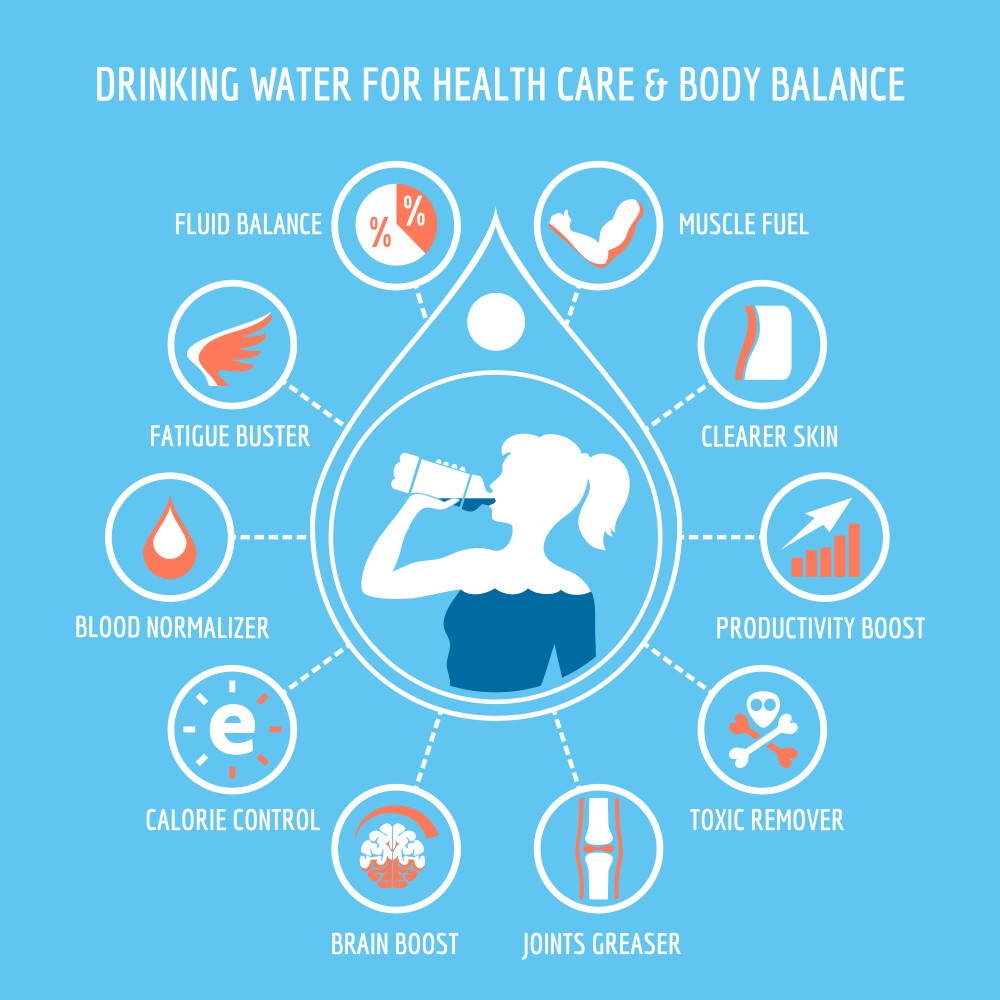 DRINKING WATER FOR HEALTH CARE & BODY BALANCE
FLUID BALANCE
%
%
MUSCLE FUEL
FATIGUE BUSTER
CLEARER SKIN
BLOOD NORMALIZER
PRODUCTIVITY BOOST
e
CALORIE CONTROL
TOXIC REMOVER
BRAIN BOOST
JOINTS GREASER